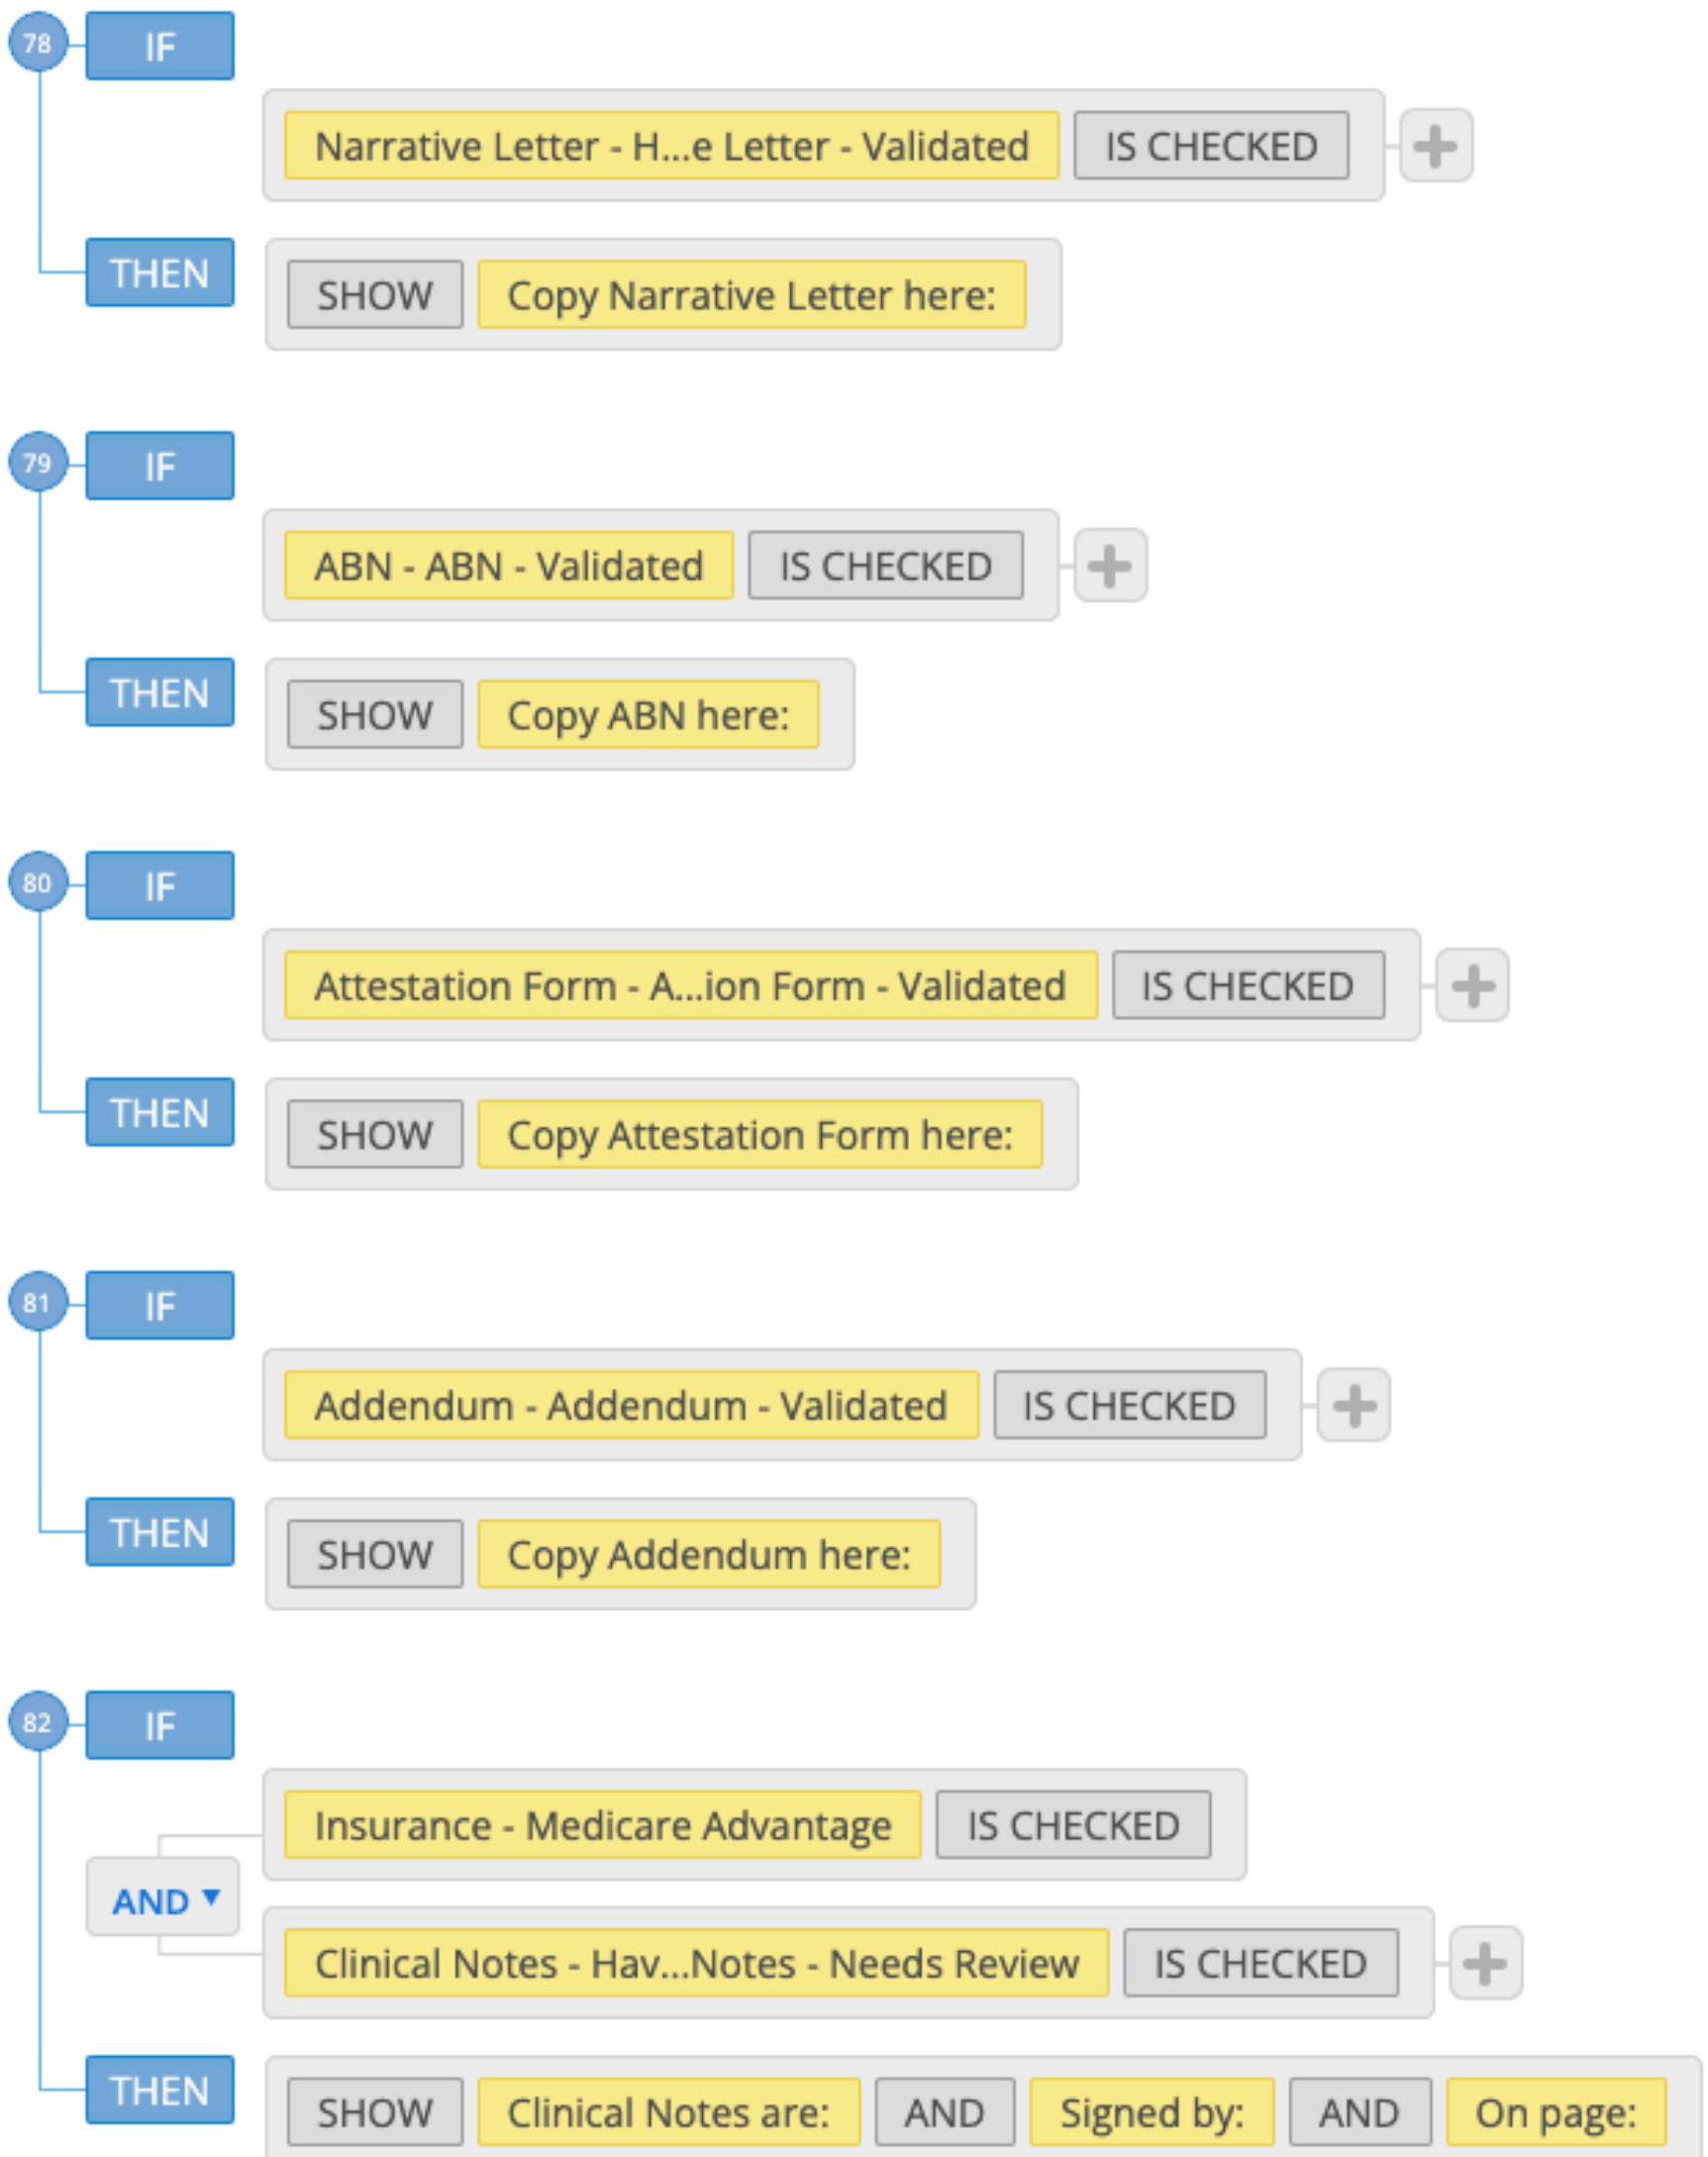 78 IF
Narrative Letter - H...e Letter - Validated IS CHECKED
THEN
SHOW Copy Narrative Letter here:
79 IF
ABN - ABN - Validated IS CHECKED
THEN
SHOW Copy ABN here:
80 IF
Attestation Form - A...ion Form - Validated IS CHECKED
THEN
SHOW Copy Attestation Form here:
81 IF
Addendum - Addendum - Validated IS CHECKED
THEN
SHOW Copy Addendum here:
82 IF
Insurance - Medicare Advantage IS CHECKED
AND
Clinical Notes - Hav...Notes - Needs Review IS CHECKED
THEN
SHOW Clinical Notes are: AND Signed by: AND On page: